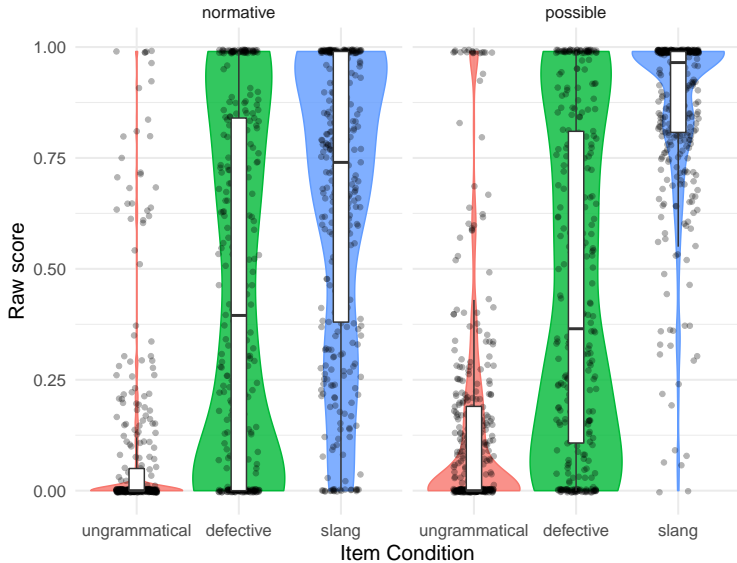 normative possible
1.00
0.75
0.50
0.25
0.00
Raw score
ungrammatical defective slang ungrammatical defective slang
Item Condition